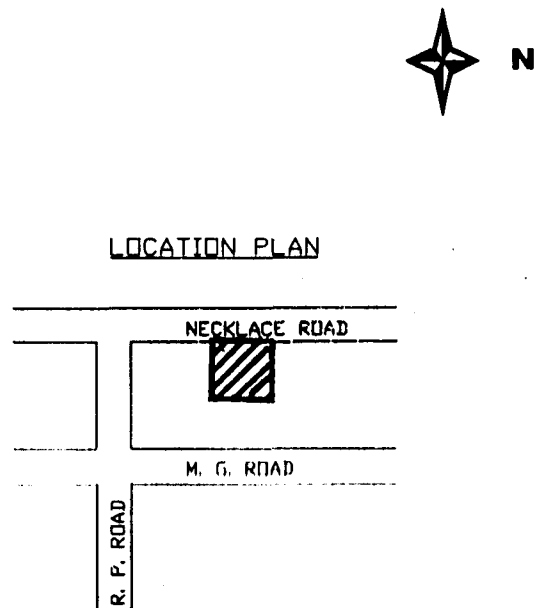 N
LOCATION PLAN
NECKLACE ROAD
M. G. ROAD
R. P. ROAD